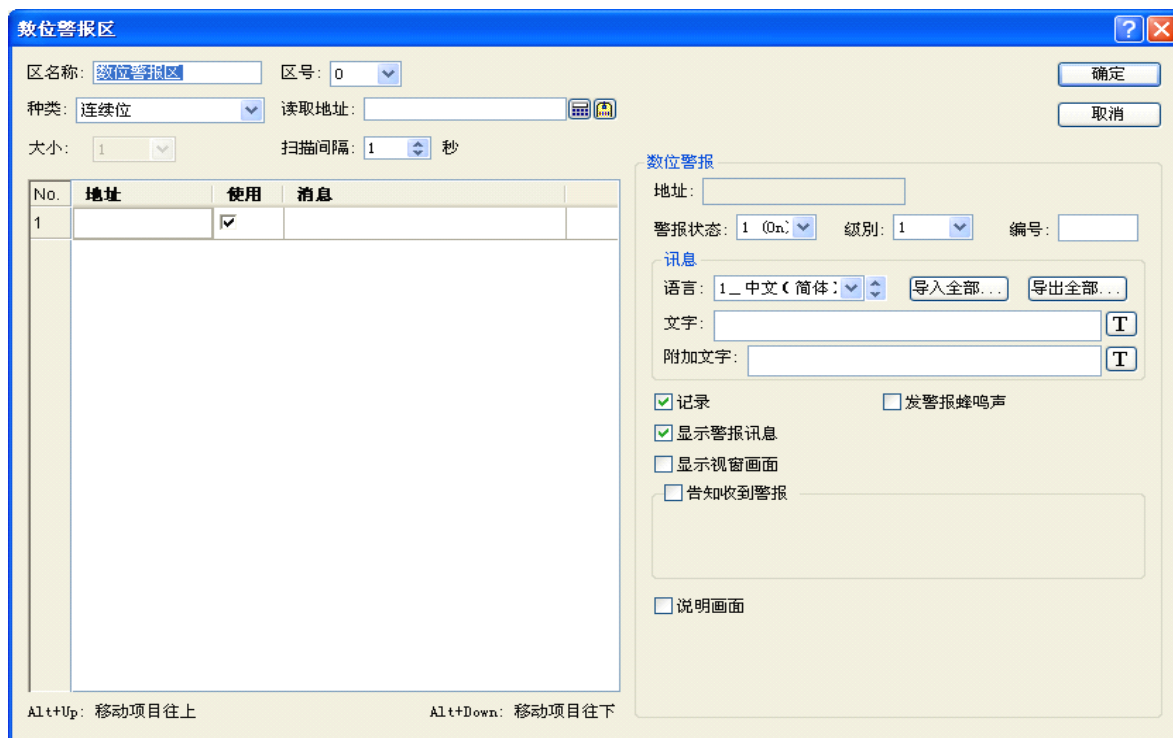 数位警报区
区名称: 数位警报区 区号: 0 确定
种类: 连续位 读取地址: 取消
大小: 1 扫描间隔: 1 秒
No. 地址 使用 消息
1
数位警报
地址:
警报状态: 1 (On) 级别: 1 编号:
讯息
语言: 1_中文(简体) 导入全部... 导出全部...
文字: T
附加文字: T
记录 发警报蜂鸣声
显示警报讯息
显示视窗画面
告知收到警报
说明画面
Alt+Up: 移动项目往上 Alt+Down: 移动项目往下